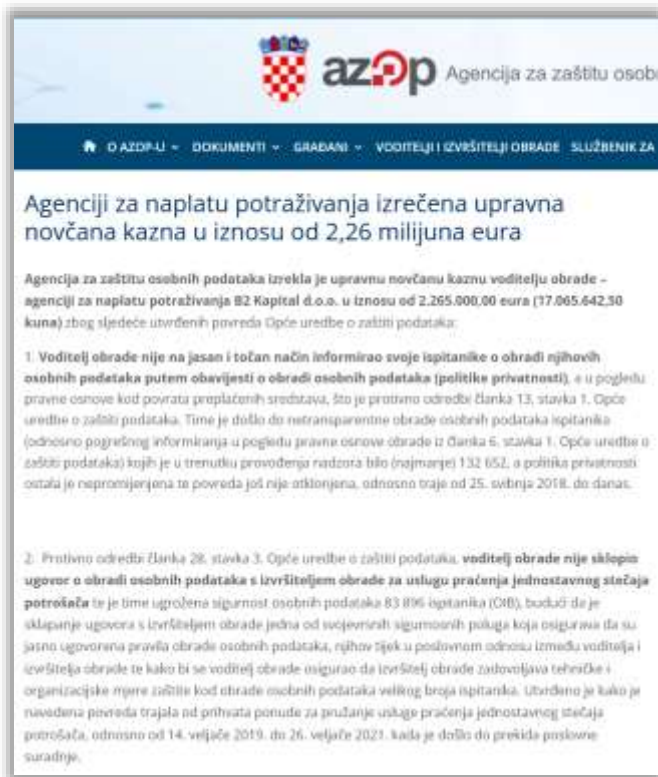 azop Agencija za zaštitu osob
O AZOP-U DOKUMENTI GRAĐANI VODITELJI I IZVRŠITELJI OBRADE SLUŽBENIK ZA
Agenciji za naplatu potraživanja izrečena upravna
novčana kazna u iznosu od 2,26 milijuna eura
Agencija za zaštitu osobnih podataka izrekla je upravnu novčanu kaznu voditelju obrade –
agenciji za naplatu potraživanja B2 Kapital d.o.o. u iznosu od 2.265.000,00 eura (17.065.642,50
kuna) zbog sljedeće utvrđenih povreda Opće uredbe o zaštiti podataka:
1. Voditelj obrade nije na jasan i točan način informirao svoje ispitanike o obradi njihovih
osobnih podataka putem obavijesti o obradi osobnih podataka (politike privatnosti), a u pogledu
pravne osnove kod povrata preplaćenih sredstava, što je protivno odredbi članka 13. stavka 1. Opće
uredbe o zaštiti podataka. Time je došlo do netransparentne obrade osobnih podataka ispitanika
(odnosno pogrešnog informiranja u pogledu pravne osnove obrade iz članka 6. stavka 1. Opće uredbe o
zaštiti podataka) kojih je u trenutku provođenja nadzora bilo (najmanje) 132 652, a politika privatnosti
ostala je nepromijenjena te povreda još nije otklonjena, odnosno traje od 25. svibnja 2018. do danas.
2. Protivno odredbi članka 28. stavka 3. Opće uredbe o zaštiti podataka, voditelj obrade nije sklopio
ugovor o obradi osobnih podataka s izvršiteljem obrade za uslugu praćenja jednostavnog stečaja
potrošača te je time ugrožena sigurnost osobnih podataka 83 896 ispitanika (OIB), budući da je
sklapanje ugovora s izvršiteljem obrade jedna od svojevrsnih sigurnosnih poluga koja osigurava da su
jasno ugovorena pravila obrade osobnih podataka, njihov tijek u poslovnom odnosu između voditelja i
izvršitelja obrade te kako bi se voditelj obrade osigurao da izvršitelj obrade zadovoljava tehničke i
organizacijske mjere zaštite kod obrade osobnih podataka velikog broja ispitanika. Utvrđeno je kako je
navedena povreda trajala od prihvata ponude za pružanje usluge praćenja jednostavnog stečaja
potrošača, odnosno od 14. veljače 2019. do 26. veljače 2021. kada je došlo do prekida poslovne
suradnje.